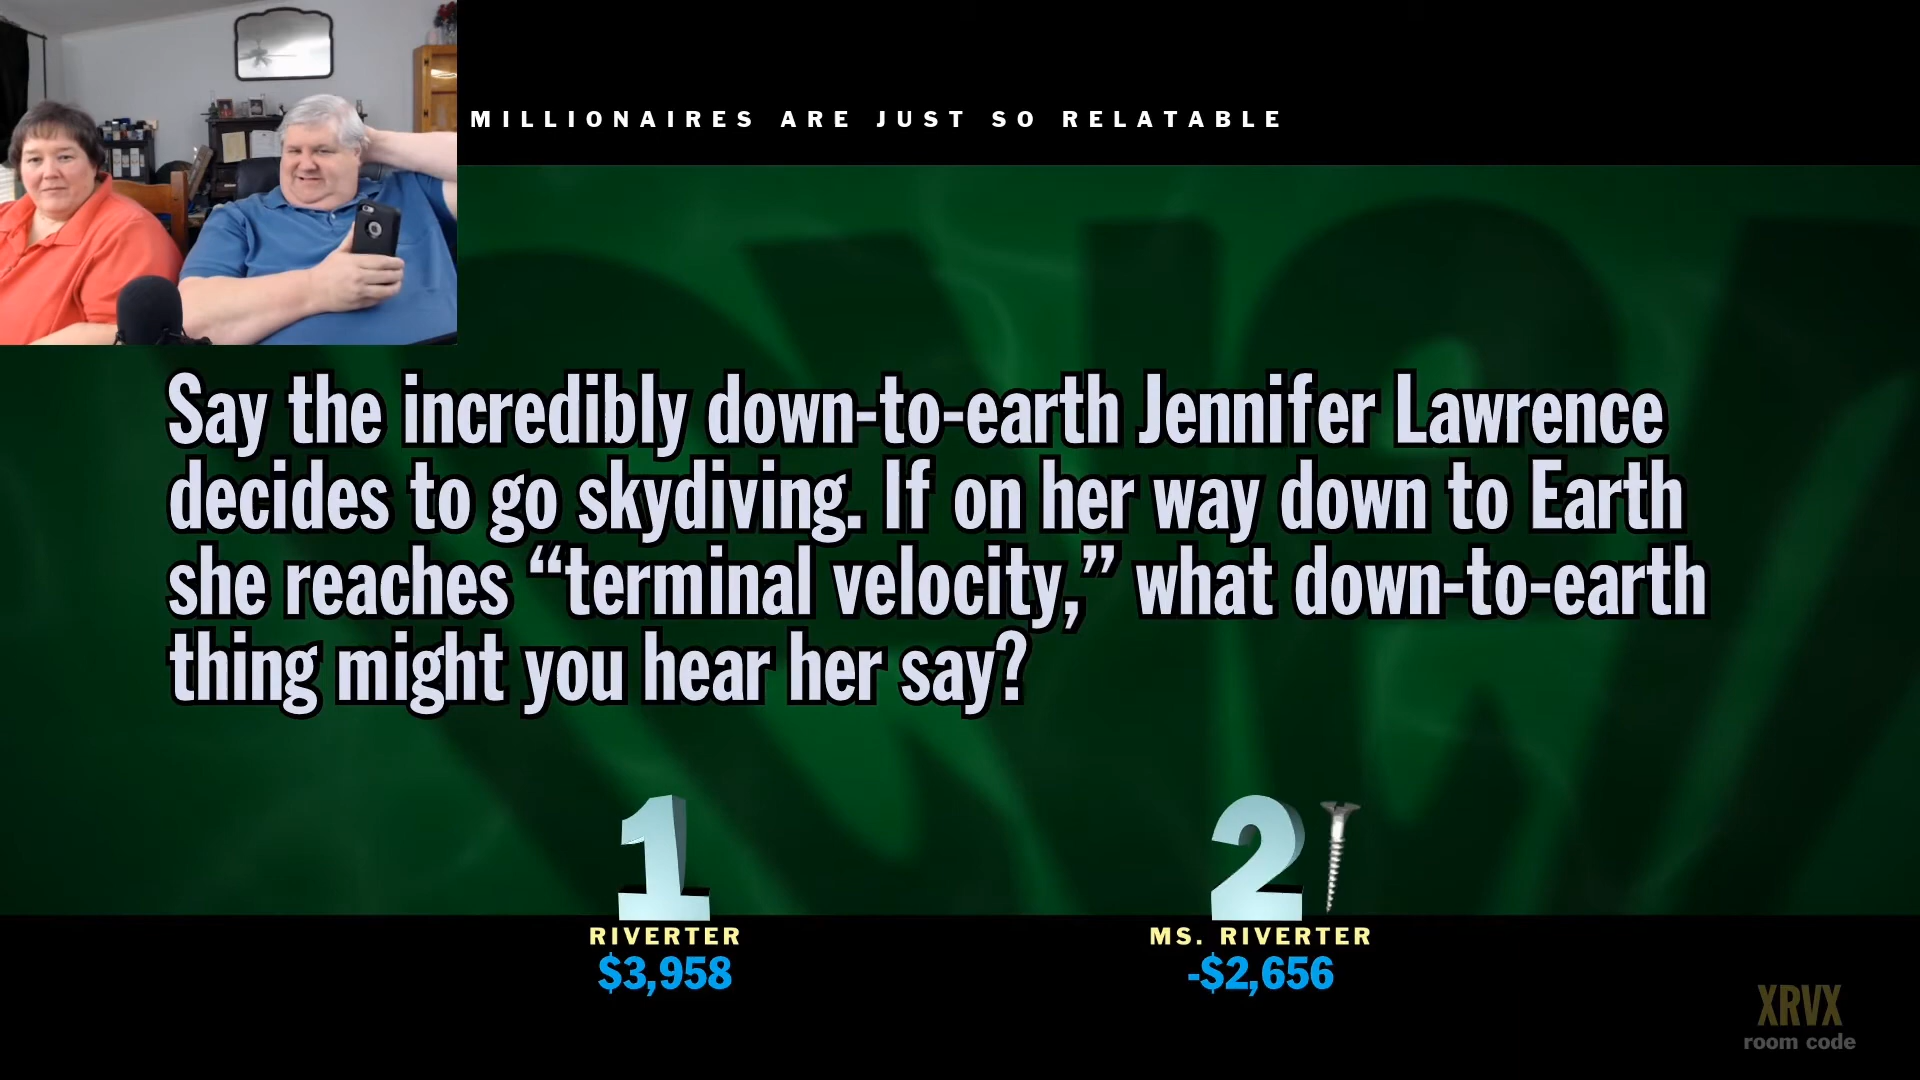 MILLIONAIRES ARE JUST SO RELATABLE
Say the incredibly down-to-earth Jennifer Lawrence
decides to go skydiving. If on her way down to Earth
she reaches “terminal velocity,” what down-to-earth
thing might you hear her say?
1
2
RIVERTER
MS. RIVERTER
$3,958
-$2,656
XRVX
room code